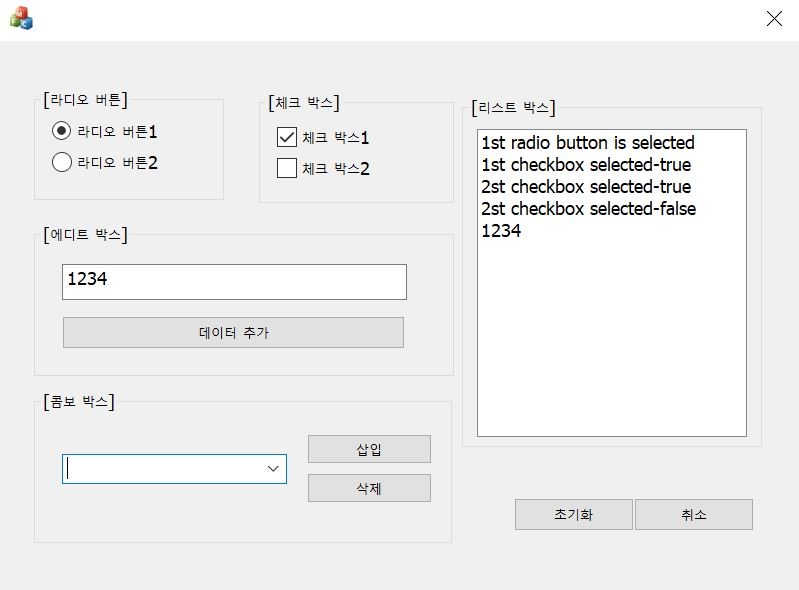 [라디오 버튼]
라디오 버튼1
라디오 버튼2
[체크 박스]
체크 박스1
체크 박스2
[리스트 박스]
1st radio button is selected
1st checkbox selected-true
2st checkbox selected-true
2st checkbox selected-false
1234
[에디트 박스]
1234
데이터 추가
[콤보 박스]
삽입
삭제
초기화
취소